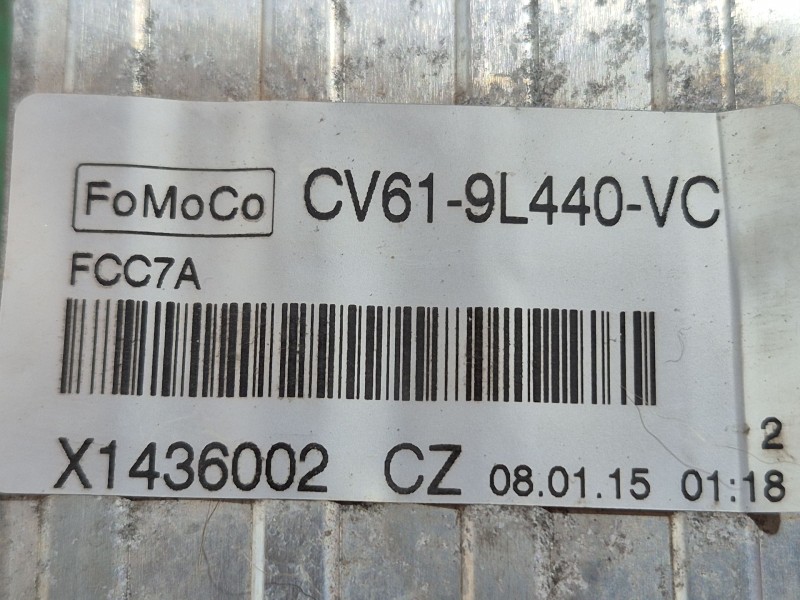 FoMoCo CV61-9L440-VC
FCC7A
2
X1436002 CZ 08.01.15 01:18